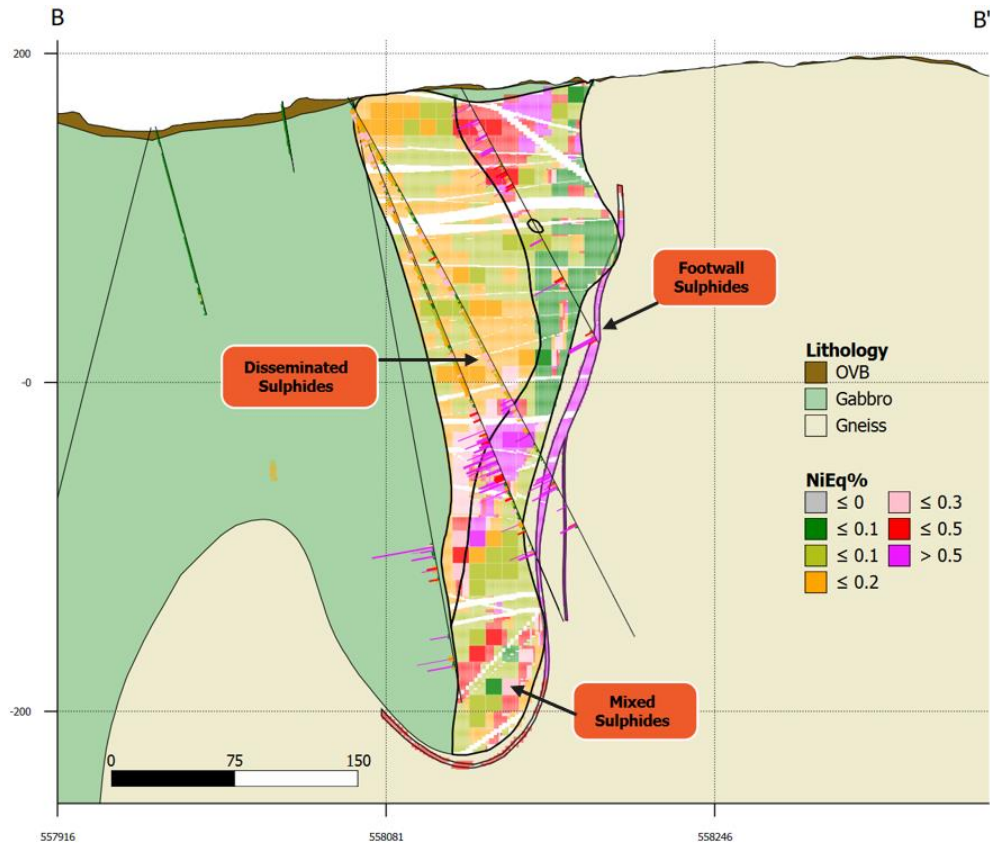 B
B'
200
Footwall
Sulphides
Disseminated
Sulphides
-0
Lithology
OVB
Gabbro
Gneiss
NiEq%
≤ 0
≤ 0.3
≤ 0.1
≤ 0.5
≤ 0.1
> 0.5
≤ 0.2
Mixed
Sulphides
-200
0
75
150
557916
558081
558246